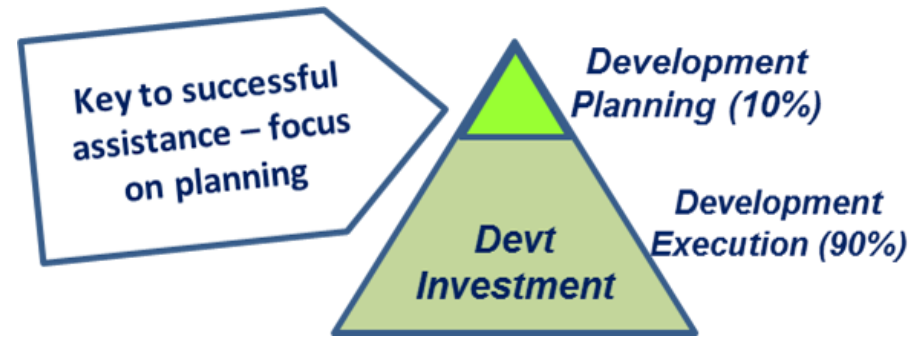 Key to successful
assistance – focus
on planning
Development
Planning (10%)
Development
Execution (90%)
Devt
Investment